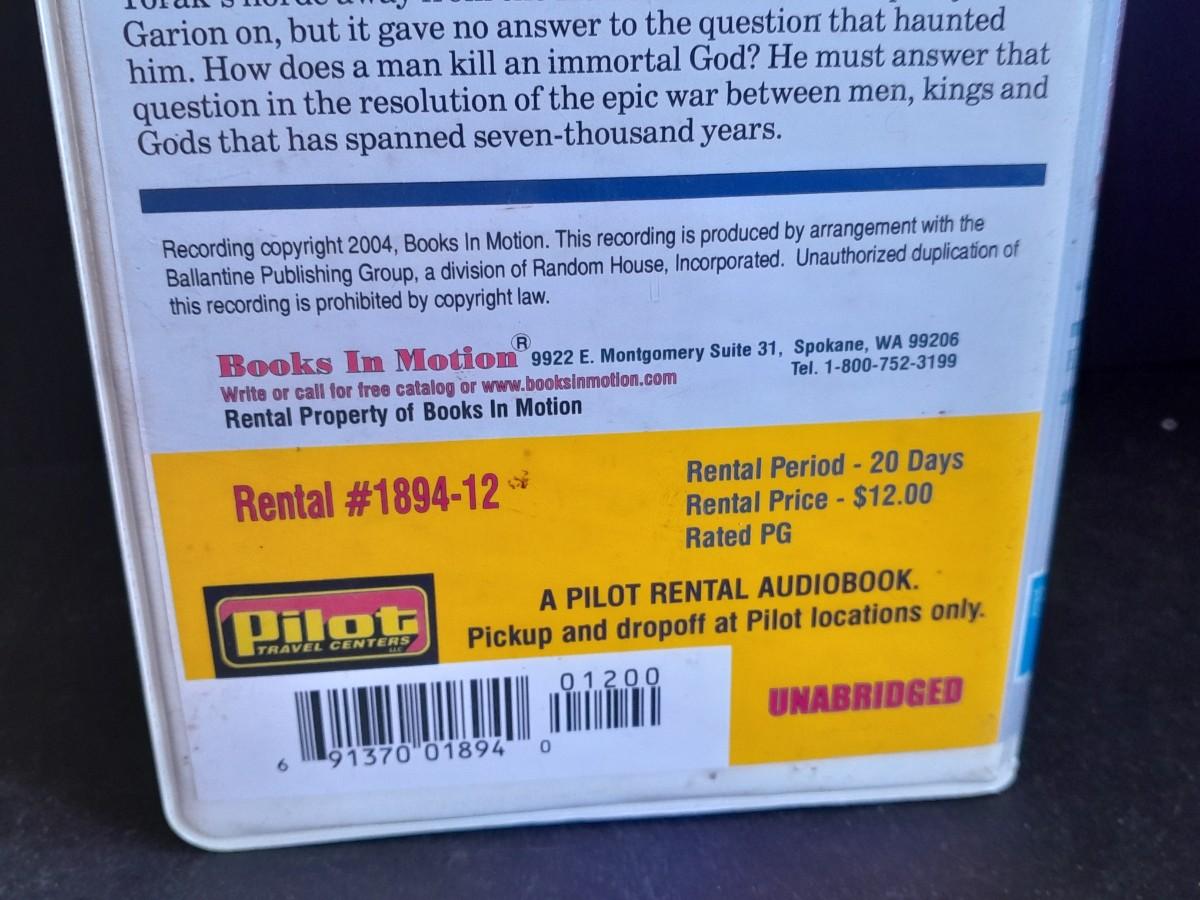 Garion on, but it gave no answer to the question that haunted
him. How does a man kill an immortal God? He must answer that
question in the resolution of the epic war between men, kings and
Gods that has spanned seven-thousand years.
Recording copyright 2004, Books In Motion. This recording is produced by arrangement with the
Ballantine Publishing Group, a division of Random House, Incorporated. Unauthorized duplication of
this recording is prohibited by copyright law.
Books In Motion® 9922 E. Montgomery Suite 31, Spokane, WA 99206
Tel. 1-800-752-3199
Write or call for free catalog or www.booksinmotion.com
Rental Property of Books In Motion
Rental #1894-12
Rental Period - 20 Days
Rental Price - $12.00
Rated PG
Pilot
TRAVEL CENTERS
LLC
A PILOT RENTAL AUDIOBOOK.
Pickup and dropoff at Pilot locations only.
UNABRIDGED
01200
6 91370 01894 0